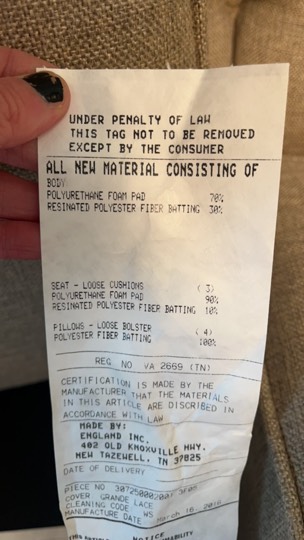 UNDER PENALTY OF LAW
THIS TAG NOT TO BE REMOVED
EXCEPT BY THE CONSUMER
ALL NEW MATERIAL CONSISTING OF
BODY
POLYURETHANE FOAM PAD 70%
RESINATED POLYESTER FIBER BATTING 30%
SEAT - LOOSE CUSHIONS (3)
POLYURETHANE FOAM PAD 90%
RESINATED POLYESTER FIBER BATTING 10%
PILLOWS - LOOSE BOLSTER (4)
POLYESTER FIBER BATTING 100%
REG NO VA 2669 (TN)
CERTIFICATION IS MADE BY THE
MANUFACTURER THAT THE MATERIALS
IN THIS ARTICLE ARE DISCRIBED IN
ACCORDANCE WITH LAW
MADE BY:
ENGLAND INC.
402 OLD KNOXVILLE HWY.
NEW TAZEWELL, TN 37825
DATE OF DELIVERY
PIECE NO
COVER GRANDE LACE
CLEANING CODE WS
MANUFACTURE DATE March 16
NOTICE